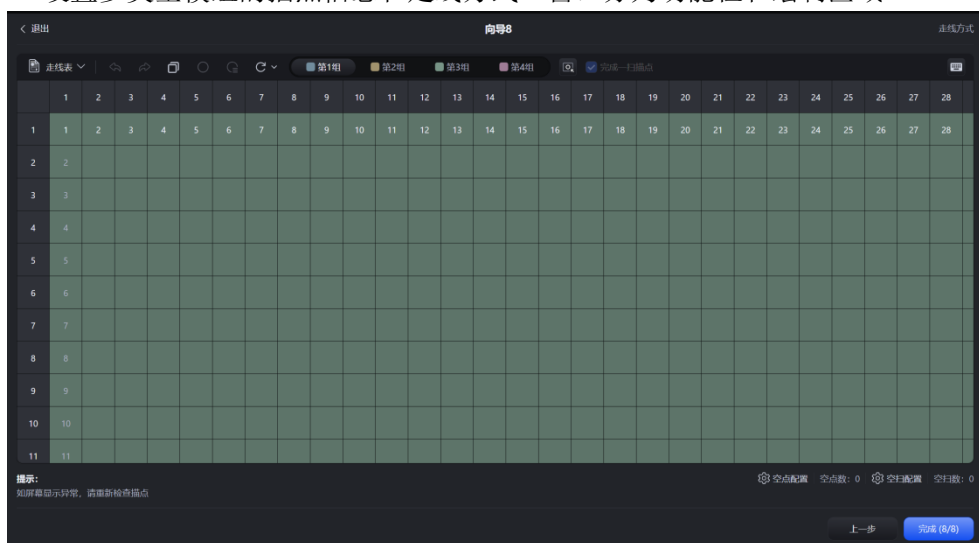 < 退出 向导8 走线方式
走线表 第1组 第2组 第3组 第4组 完成一扫描点
1 2 3 4 5 6 7 8 9 10 11 12 13 14 15 16 17 18 19 20 21 22 23 24 25 26 27 28
1 1 2 3 4 5 6 7 8 9 10 11 12 13 14 15 16 17 18 19 20 21 22 23 24 25 26 27 28
2 2
3 3
4 4
5 5
6 6
7 7
8 8
9 9
10 10
11 11
提示：
如屏幕显示异常，请重新检查描点
空点配置 空点数：0 空扫配置 空扫数：0
上一步 完成 (8/8)